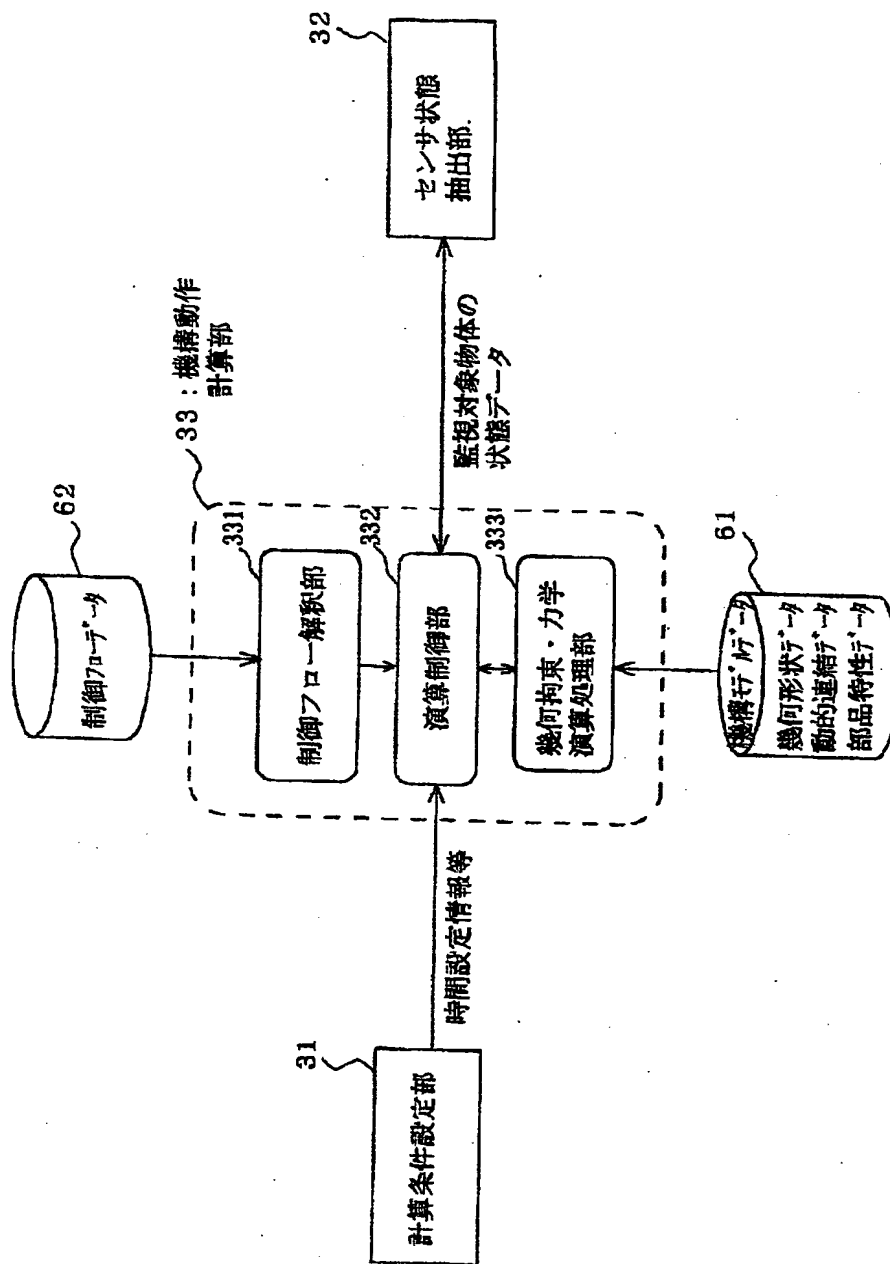 62
制御フローデータ
33:機構動作
計算部
32
センサ状態
抽出部
331
制御フロー解釈部
332
演算制御部
333
幾何拘束・力学
演算処理部
31
計算条件設定部
時間設定情報等
監視対象物体の
状態データ
61
機構モデルデータ
幾何形状データ
動的連結データ
部品特性データ